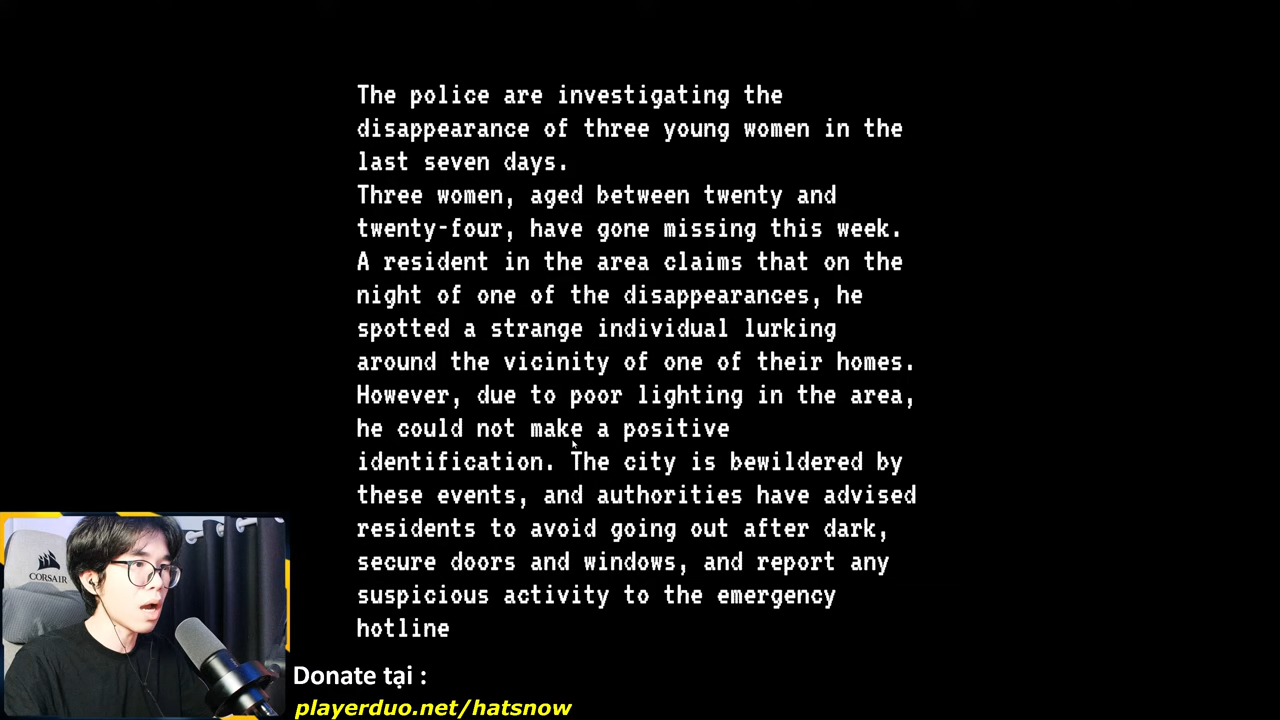 The police are investigating the
disappearance of three young women in the
last seven days.
Three women, aged between twenty and
twenty-four, have gone missing this week.
A resident in the area claims that on the
night of one of the disappearances, he
spotted a strange individual lurking
around the vicinity of one of their homes.
However, due to poor lighting in the area,
he could not make a positive
identification. The city is bewildered by
these events, and authorities have advised
residents to avoid going out after dark,
secure doors and windows, and report any
suspicious activity to the emergency
hotline
CORSAIR
Donate tại :
playerduo.net/hatsnow